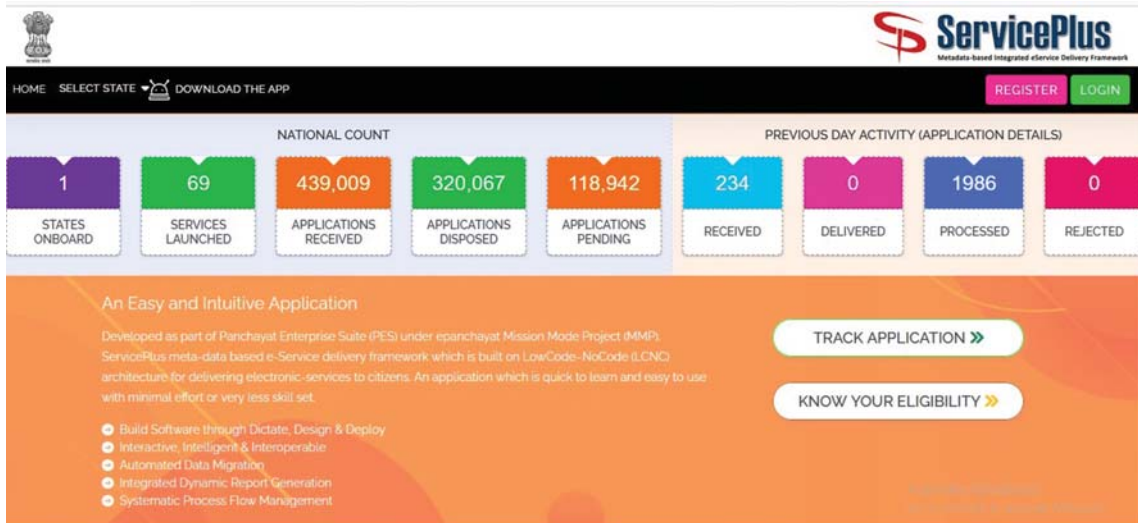 ServicePlus
Metadata-based Integrated eService Delivery Framework
HOME SELECT STATE DOWNLOAD THE APP REGISTER LOGIN
NATIONAL COUNT
1
STATES
ONBOARD
69
SERVICES
LAUNCHED
439,009
APPLICATIONS
RECEIVED
320,067
APPLICATIONS
DISPOSED
118,942
APPLICATIONS
PENDING
PREVIOUS DAY ACTIVITY (APPLICATION DETAILS)
234
RECEIVED
0
DELIVERED
1986
PROCESSED
0
REJECTED
An Easy and Intuitive Application
Developed as part of Panchayat Enterprise Suite (PES) under epanchayat Mission Mode Project (MMP).
ServicePlus meta-data based e-Service delivery framework which is built on LowCode-NoCode (LCNC)
architecture for delivering electronic-services to citizens. An application which is quick to learn and easy to use
with minimal effort or very less skill set.
Build Software through Dictate, Design & Deploy
Interactive, Intelligent & Interoperable
Automated Data Migration
Integrated Dynamic Report Generation
Systematic Process Flow Management
TRACK APPLICATION »
KNOW YOUR ELIGIBILITY »